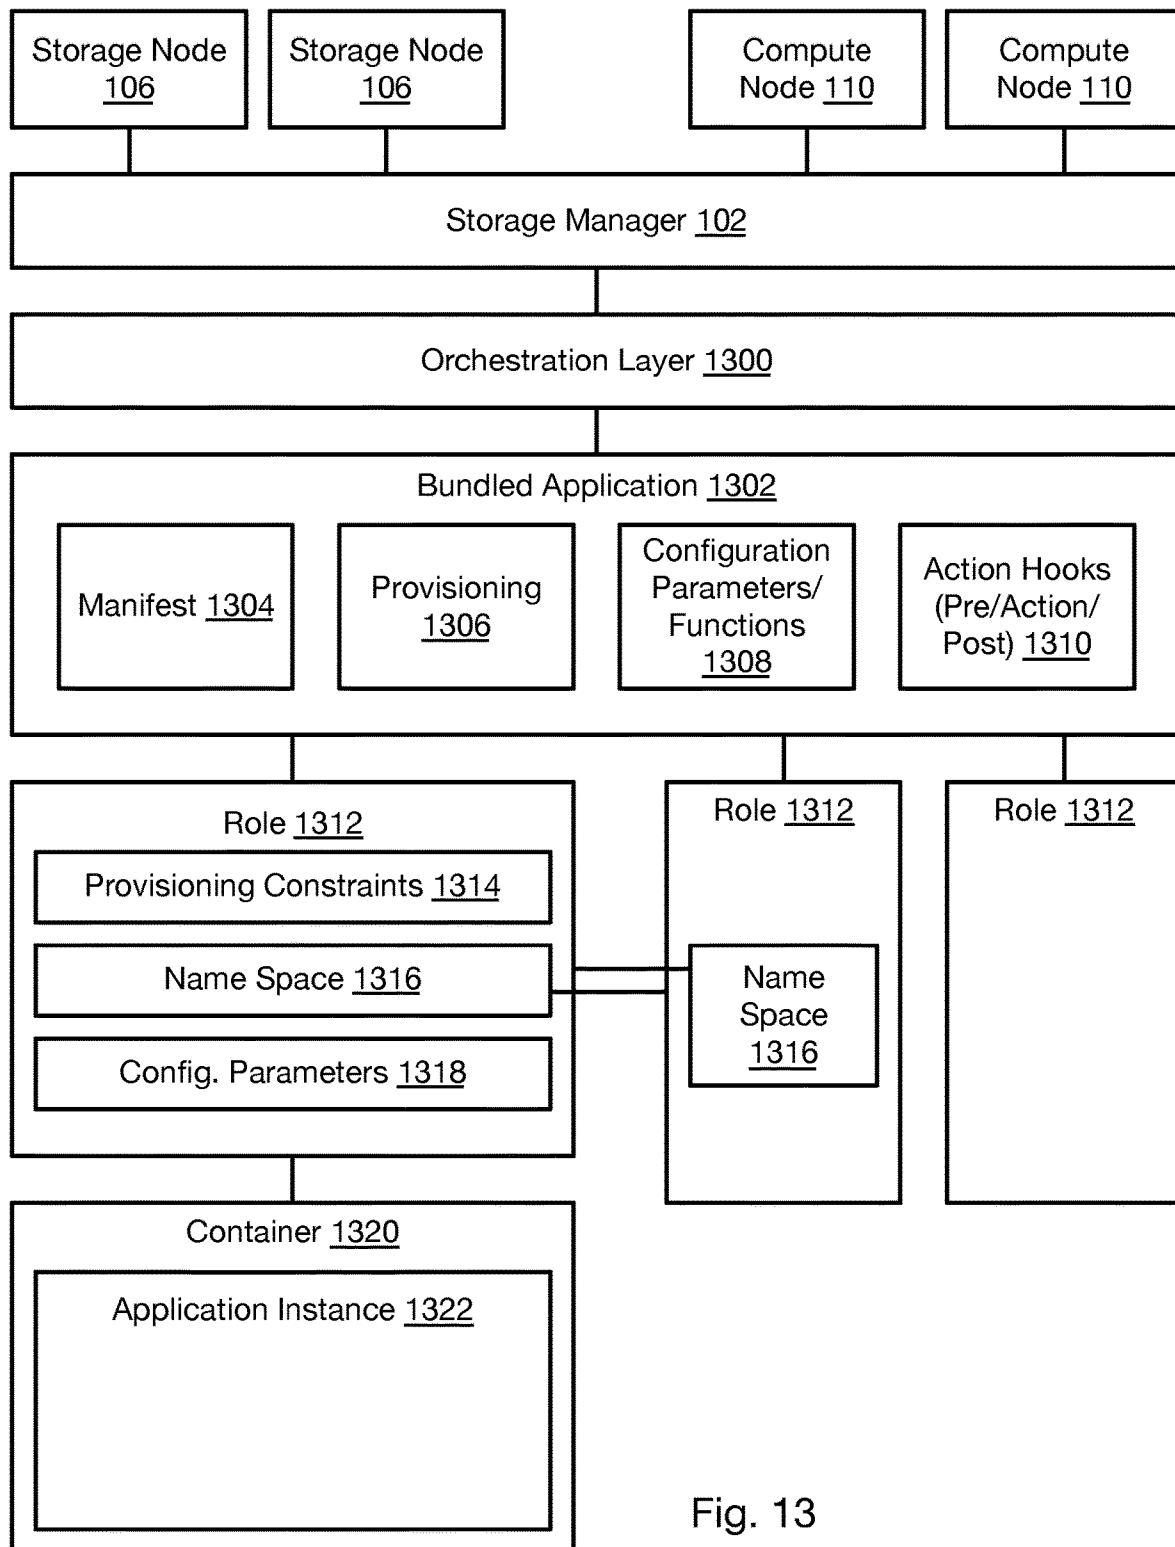 Storage Node
106
Storage Node
106
Compute
Node 110
Compute
Node 110
Storage Manager 102
Orchestration Layer 1300
Bundled Application 1302
Manifest 1304
Provisioning
1306
Configuration
Parameters/
Functions
1308
Action Hooks
(Pre/Action/
Post) 1310
Role 1312
Provisioning Constraints 1314
Name Space 1316
Config. Parameters 1318
Role 1312
Name
Space
1316
Role 1312
Container 1320
Application Instance 1322
Fig. 13